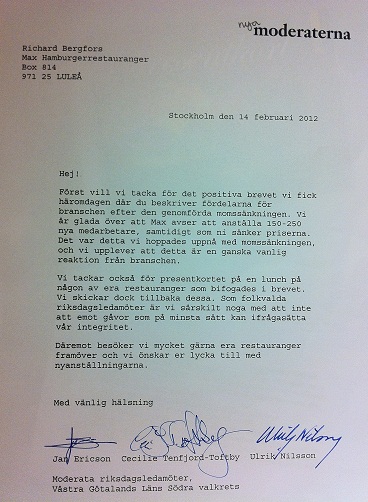 nya moderaterna
Richard Bergfors
Max Hamburgerrestauranger
Box 814
971 25 LULEÅ
Stockholm den 14 februari 2012
Hej!
Först vill vi tacka för det positiva brevet vi fick
häromdagen där du beskriver fördelarna för
branschen efter den genomförda momssänkningen. Vi
är glada över att Max avser att anställa 150-250
nya medarbetare, samtidigt som ni sänker priserna.
Det var detta vi hoppades uppnå med momssänkningen,
och vi upplever att detta är en ganska vanlig
reaktion från branschen.
Vi tackar också för presentkortet på en lunch på
någon av era restauranger som bifogades i brevet.
Vi skickar dock tillbaka dessa. Som folkvalda
riksdagsledamöter är vi särskilt noga med att inte
ta emot gåvor som på minsta sätt kan ifrågasätta
vår integritet.
Däremot besöker vi mycket gärna era restauranger
framöver och vi önskar er lycka till med
nyanställningarna.
Med vänlig hälsning
Jan Ericson Cecilie Tenfjord-Toftby Ulrik Nilsson
Moderata riksdagsledamöter,
Västra Götalands Läns Södra valkrets